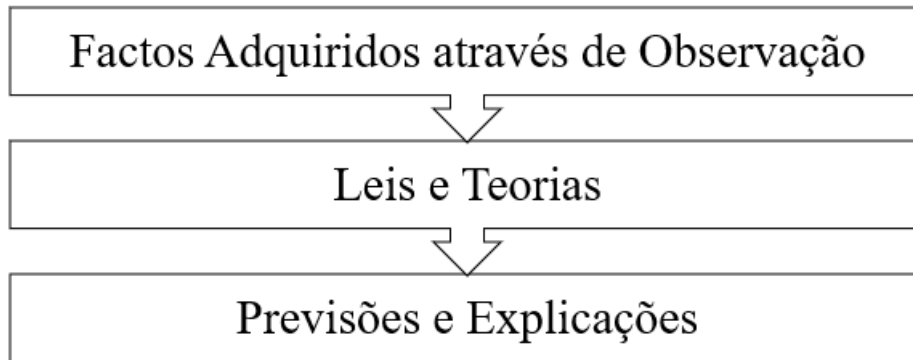 Factos Adquiridos através de Observação
Leis e Teorias
Previsões e Explicações